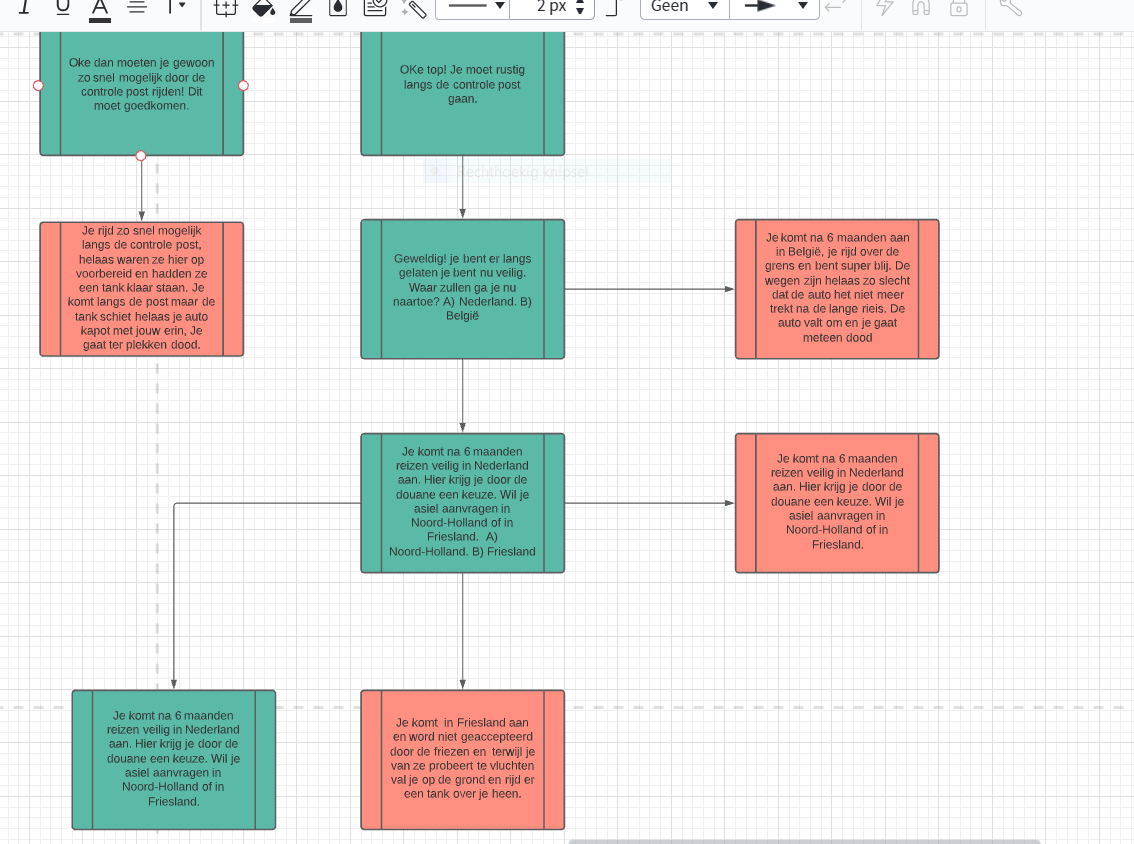 I U A T
2 px
Geen
Oke dan moeten je gewoon
zo snel mogelijk door de
controle post rijden! Dit
moet goedkomen.
OKe top! Je moet rustig
langs de controle post
gaan.
Rechthoekig knipsel
Je rijd zo snel mogelijk
langs de controle post,
helaas waren ze hier op
voorbereid en hadden ze
een tank klaar staan. Je
komt langs de post maar de
tank schiet helaas je auto
kapot met jouw erin, Je
gaat ter plekken dood.
Geweldig! je bent er langs
gelaten je bent nu veilig.
Waar zullen ga je nu
naartoe? A) Nederland. B)
België
Je komt na 6 maanden aan
in België, je rijd over de
grens en bent super blij. De
wegen zijn helaas zo slecht
dat de auto het niet meer
trekt na de lange rieis. De
auto valt om en je gaat
meteen dood
Je komt na 6 maanden
reizen veilig in Nederland
aan. Hier krijg je door de
douane een keuze. Wil je
asiel aanvragen in
Noord-Holland of in
Friesland. A)
Noord-Holland. B) Friesland
Je komt na 6 maanden
reizen veilig in Nederland
aan. Hier krijg je door de
douane een keuze. Wil je
asiel aanvragen in
Noord-Holland of in
Friesland.
Je komt na 6 maanden
reizen veilig in Nederland
aan. Hier krijg je door de
douane een keuze. Wil je
asiel aanvragen in
Noord-Holland of in
Friesland.
Je komt in Friesland aan
en word niet geaccepteerd
door de friezen en terwijl je
van ze probeert te vluchten
val je op de grond en rijd er
een tank over je heen.